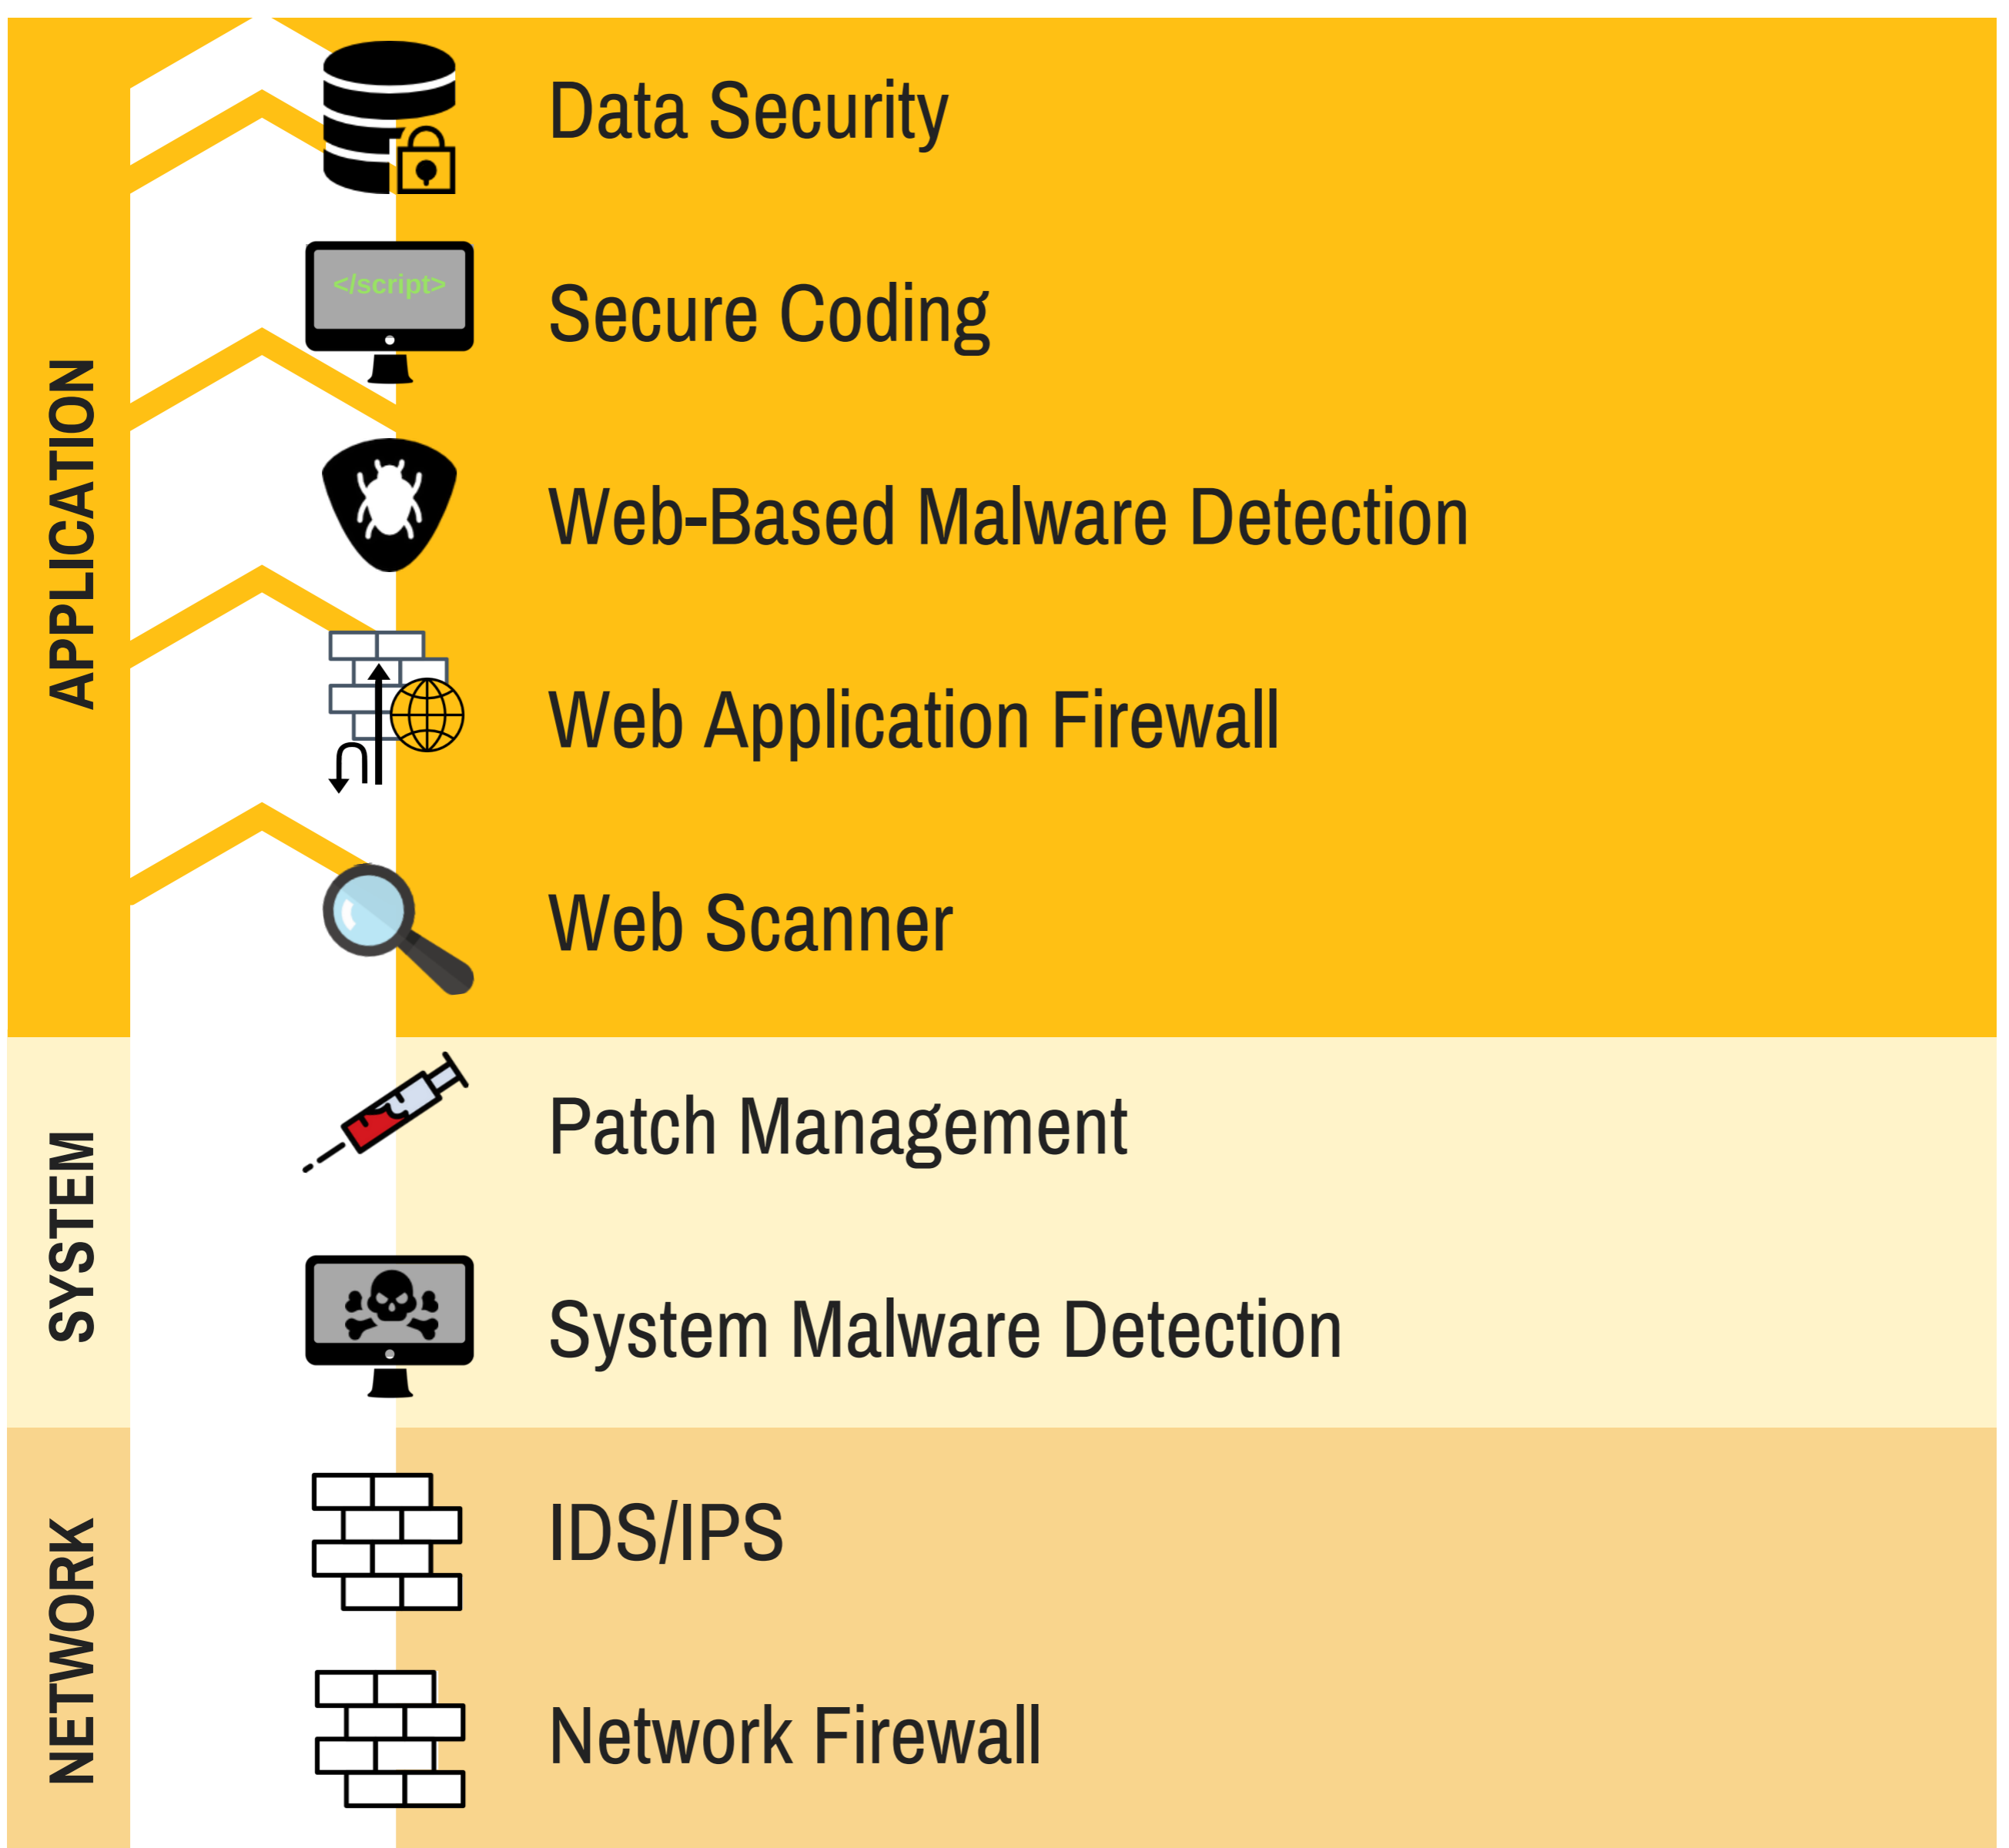 APPLICATION
Data Security
</script>
Secure Coding
Web-Based Malware Detection
Web Application Firewall
Web Scanner
SYSTEM
Patch Management
System Malware Detection
NETWORK
IDS/IPS
Network Firewall